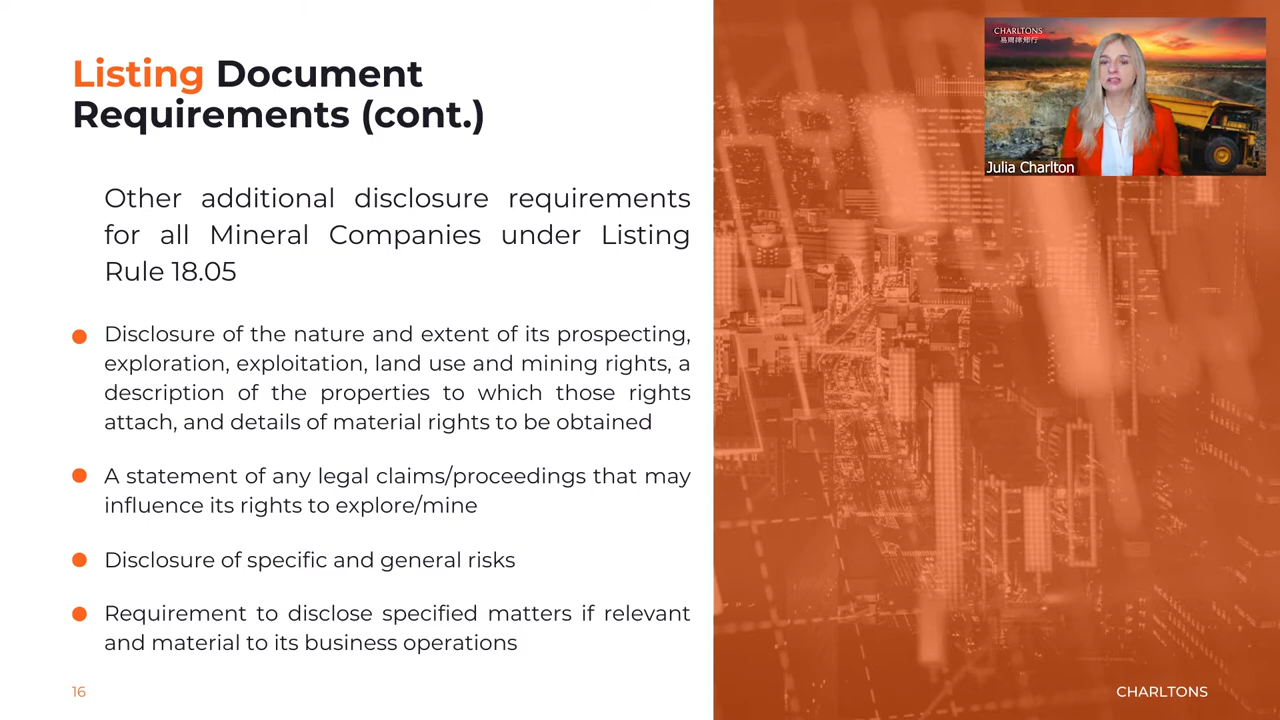 Listing Document
Requirements (cont.)
Other additional disclosure requirements
for all Mineral Companies under Listing
Rule 18.05
Disclosure of the nature and extent of its prospecting,
exploration, exploitation, land use and mining rights, a
description of the properties to which those rights
attach, and details of material rights to be obtained
A statement of any legal claims/proceedings that may
influence its rights to explore/mine
Disclosure of specific and general risks
Requirement to disclose specified matters if relevant
and material to its business operations
16
CHARLTONS
易周律师行
Julia Charlton
CHARLTONS